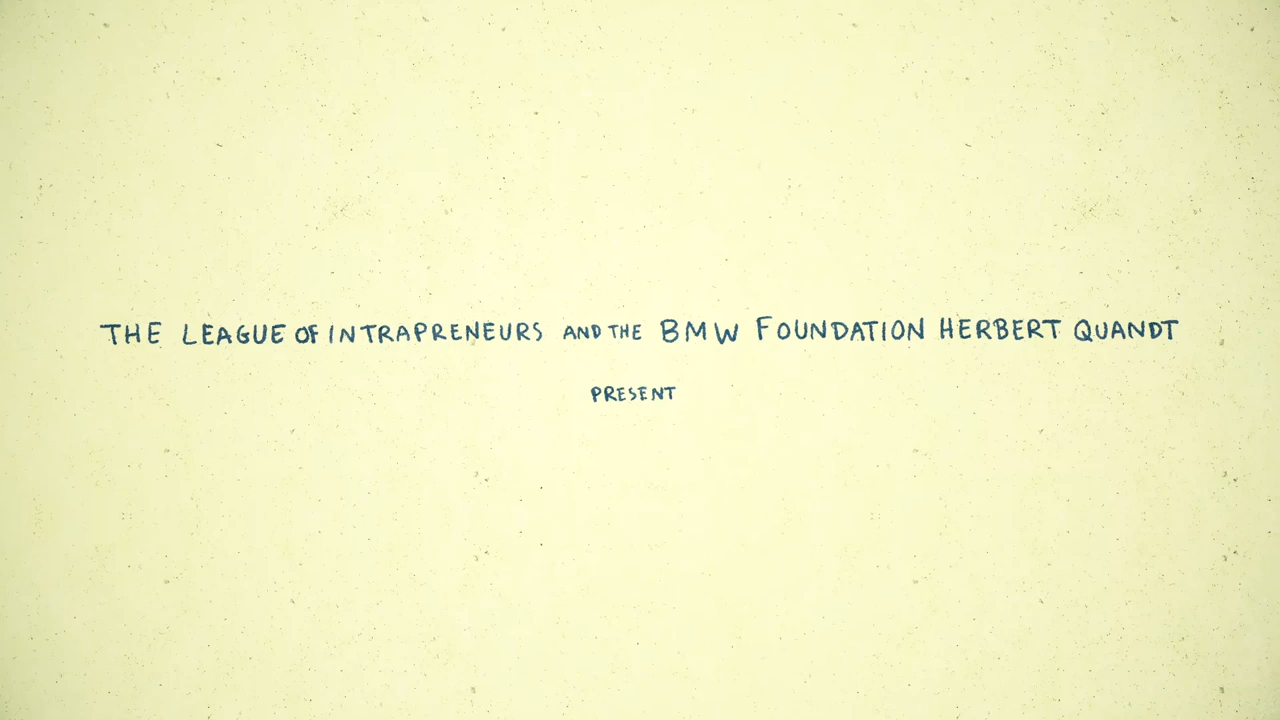 THE LEAGUE OF INTRAPRENEURS AND THE BMW FOUNDATION HERBERT QUANDT
PRESENT